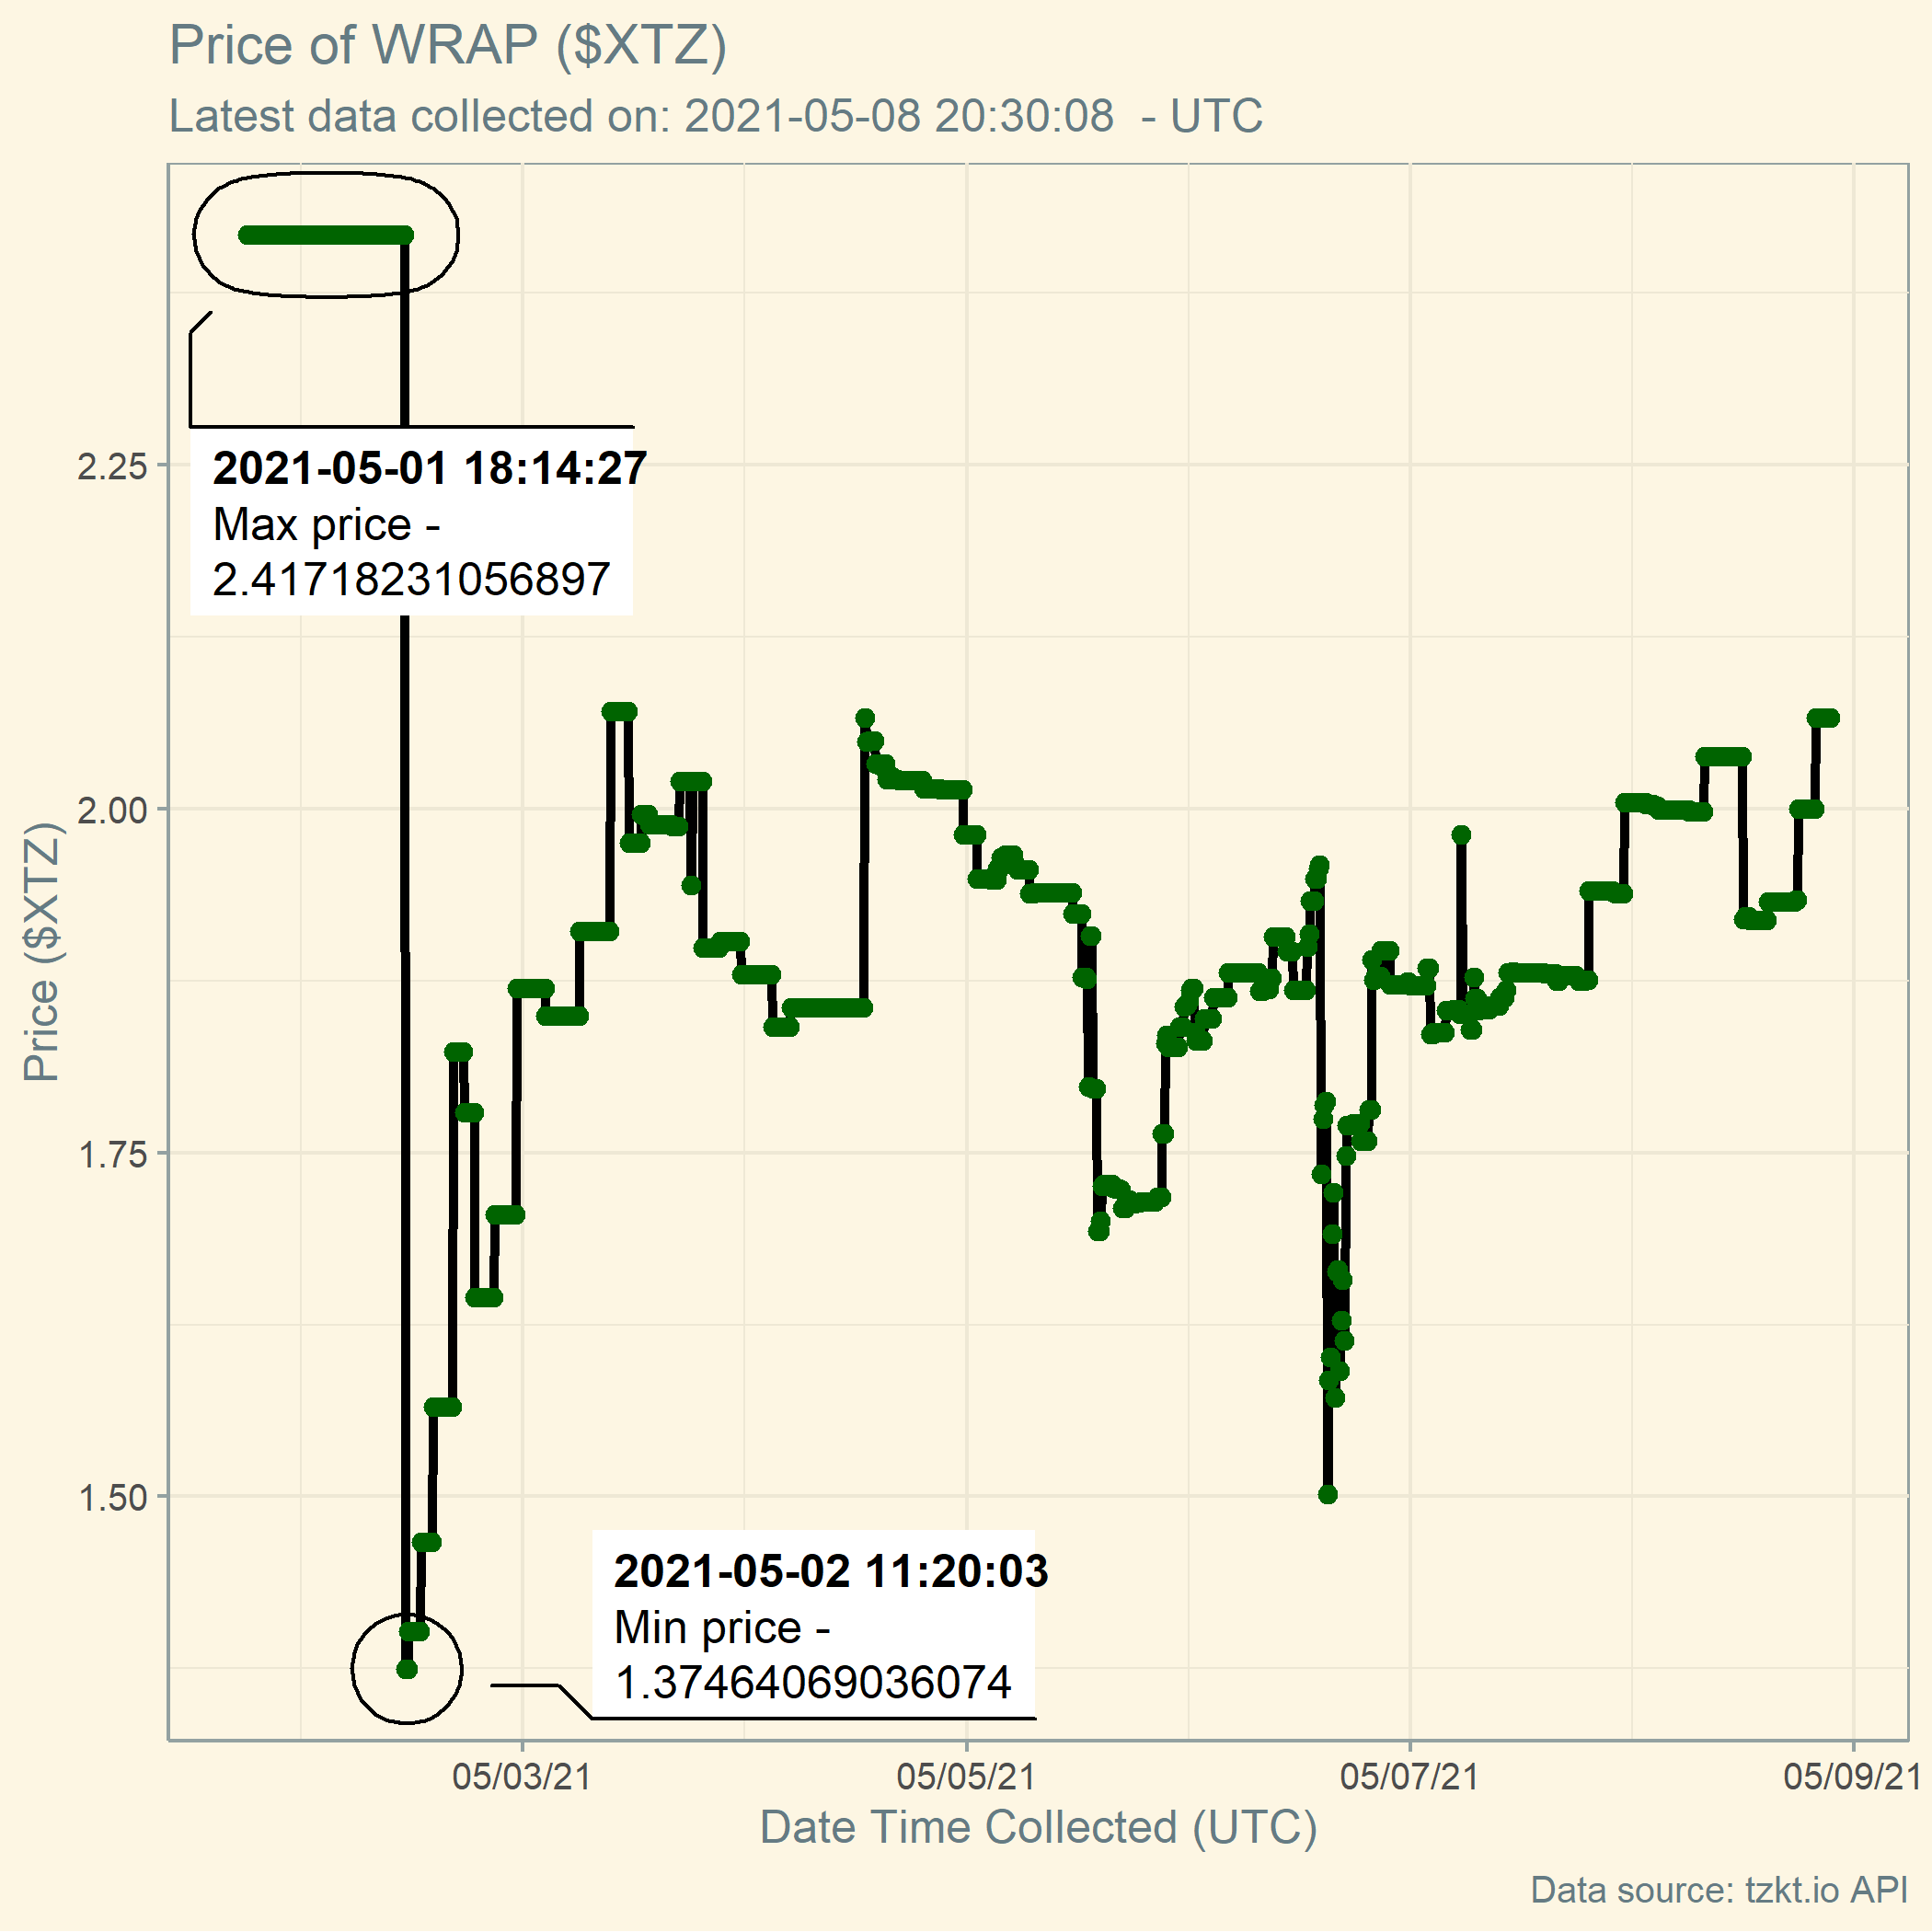 Price of WRAP ($XTZ)
Latest data collected on: 2021-05-08 20:30:08  - UTC
2021-05-01 18:14:27
Max price -
2.41718231056897
2.25
2.00
1.75
1.50
Price ($XTZ)
2021-05-02 11:20:03
Min price -
1.37464069036074
05/03/21
05/05/21
05/07/21
05/09/21
Date Time Collected (UTC)
Data source: tzkt.io API